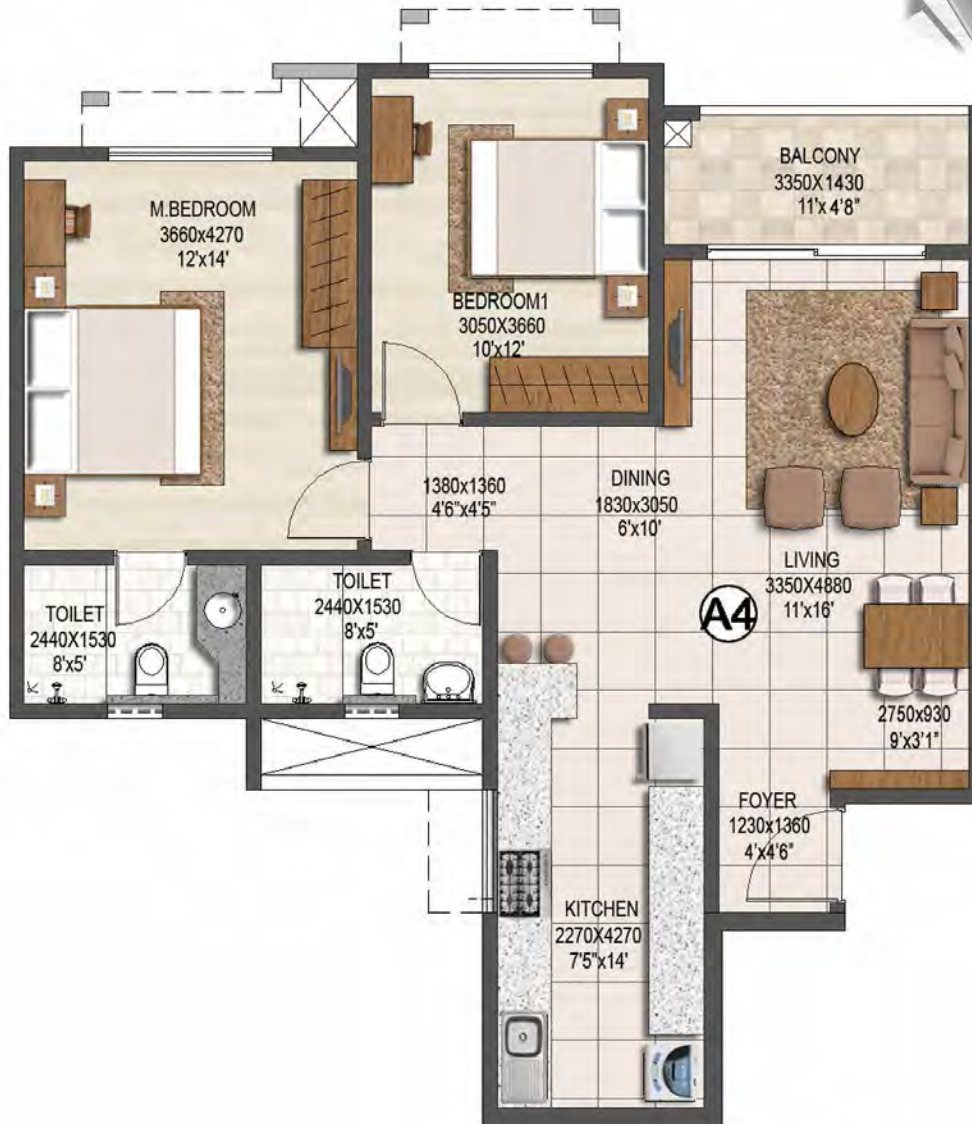 BALCONY
3350X1430
11'x 4'8"
M.BEDROOM
3660x4270
12'x14'
BEDROOM1
3050X3660
10'x12'
1380x1360
4'6"x4'5"
DINING
1830x3050
6'x10'
LIVING
3350X4880
11'x16'
A4
TOILET
2440X1530
8'x5'
TOILET
2440X1530
8'x5'
2750x930
9'x3'1"
FOYER
1230x1360
4'x4'6"
KITCHEN
2270X4270
7'5"x14'